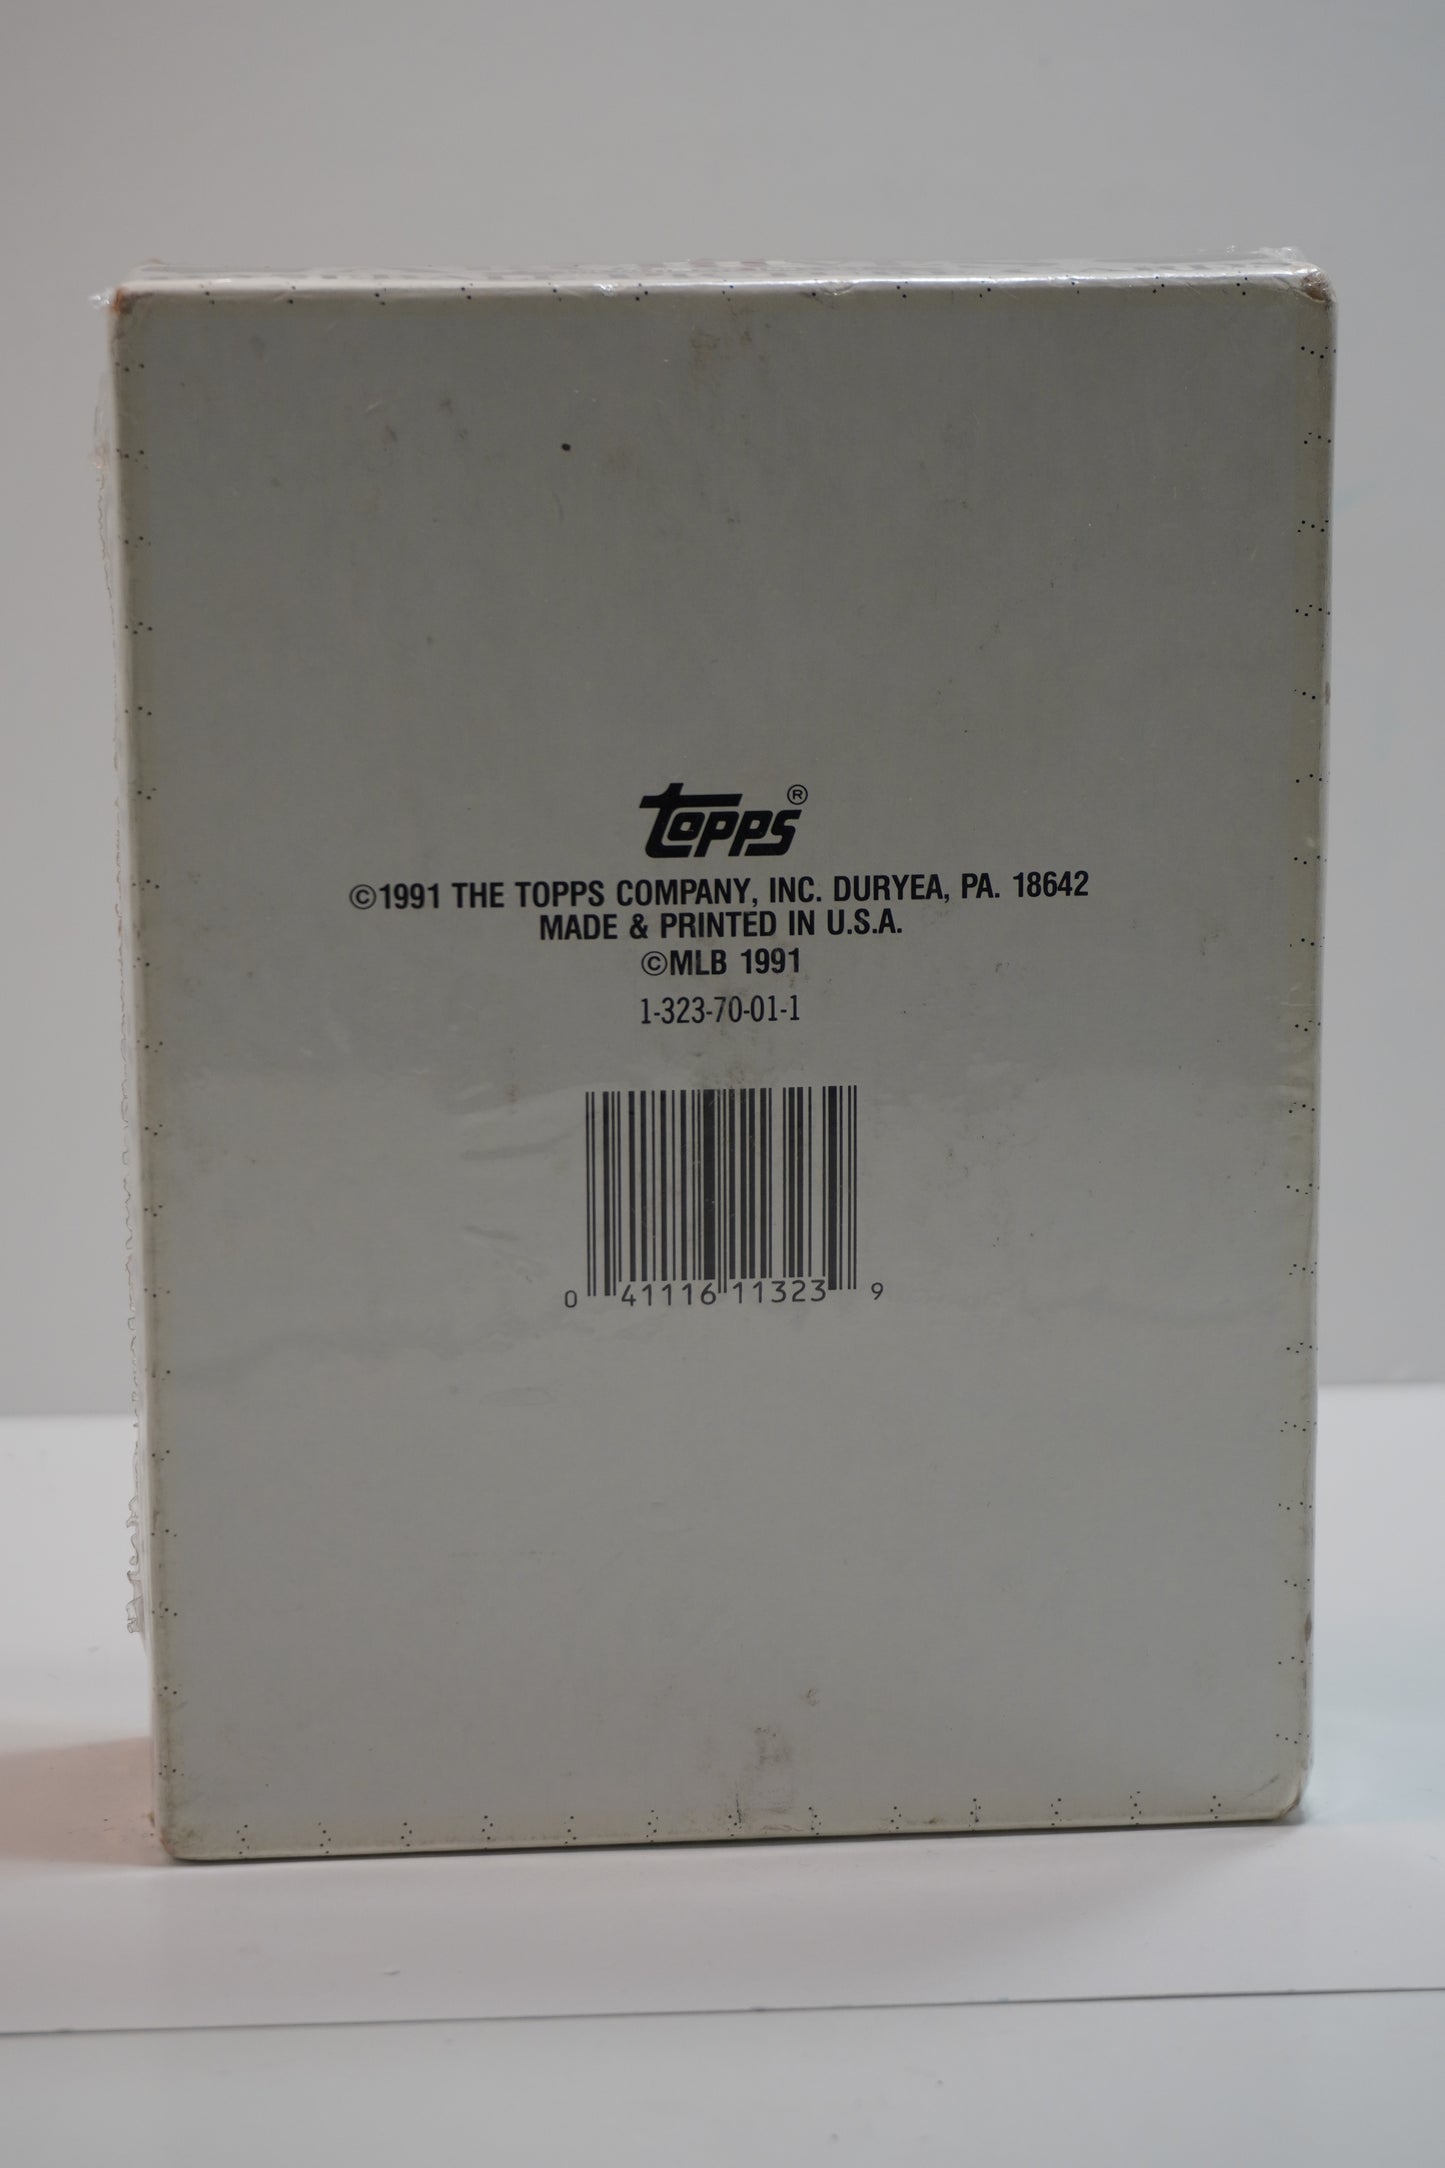 topps®
©1991 THE TOPPS COMPANY, INC. DURYEA, PA. 18642
MADE & PRINTED IN U.S.A.
©MLB 1991
1-323-70-01-1
0 41116 11323 9